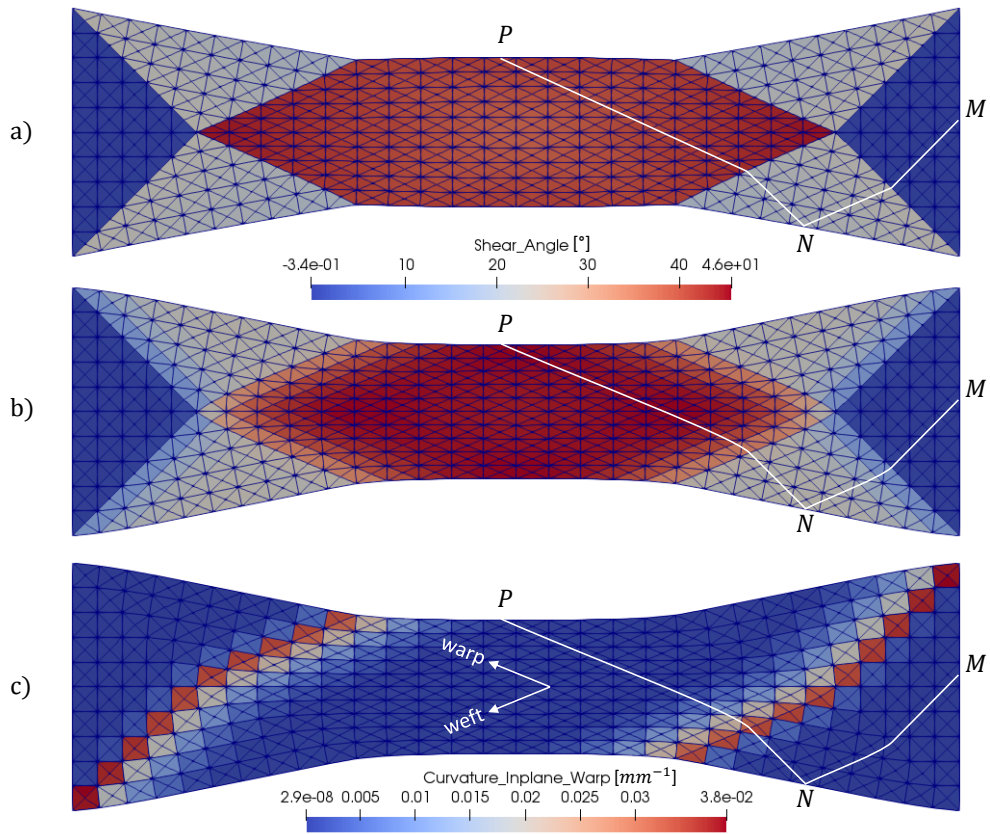 P
M
a)
N
Shear_Angle [°]
-3.4e-01 10 20 30 40 4.6e+01
P
M
b)
N
P
warp
M
c)
weft
N
Curvature_Inplane_Warp [mm⁻¹]
2.9e-08 0.005 0.01 0.015 0.02 0.025 0.03 3.8e-02